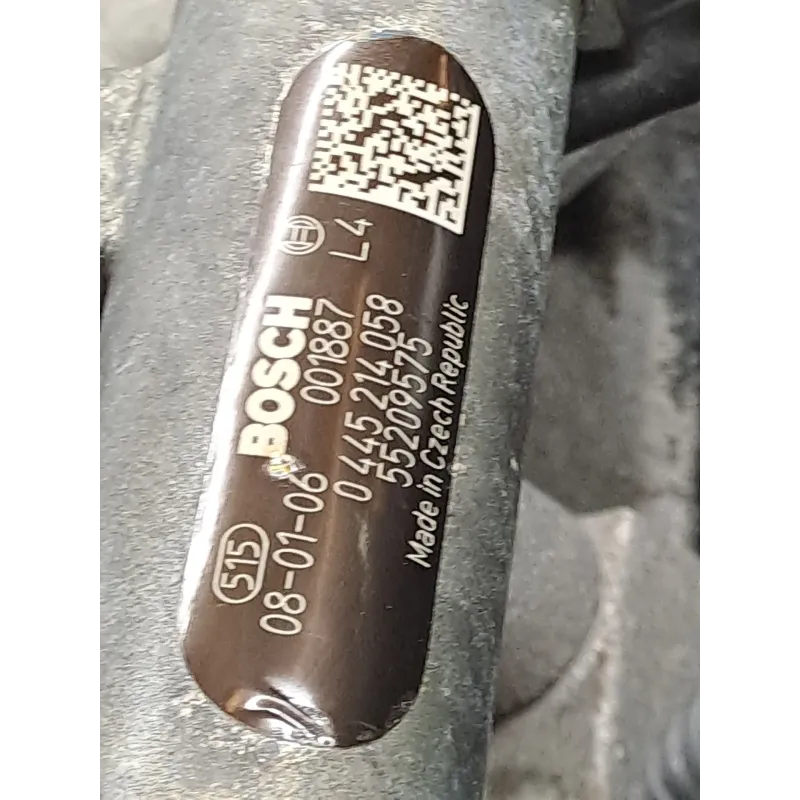 L4
BOSCH
001887
515
08-01-06
0 445 214 058
55209575
Made in Czech Republic